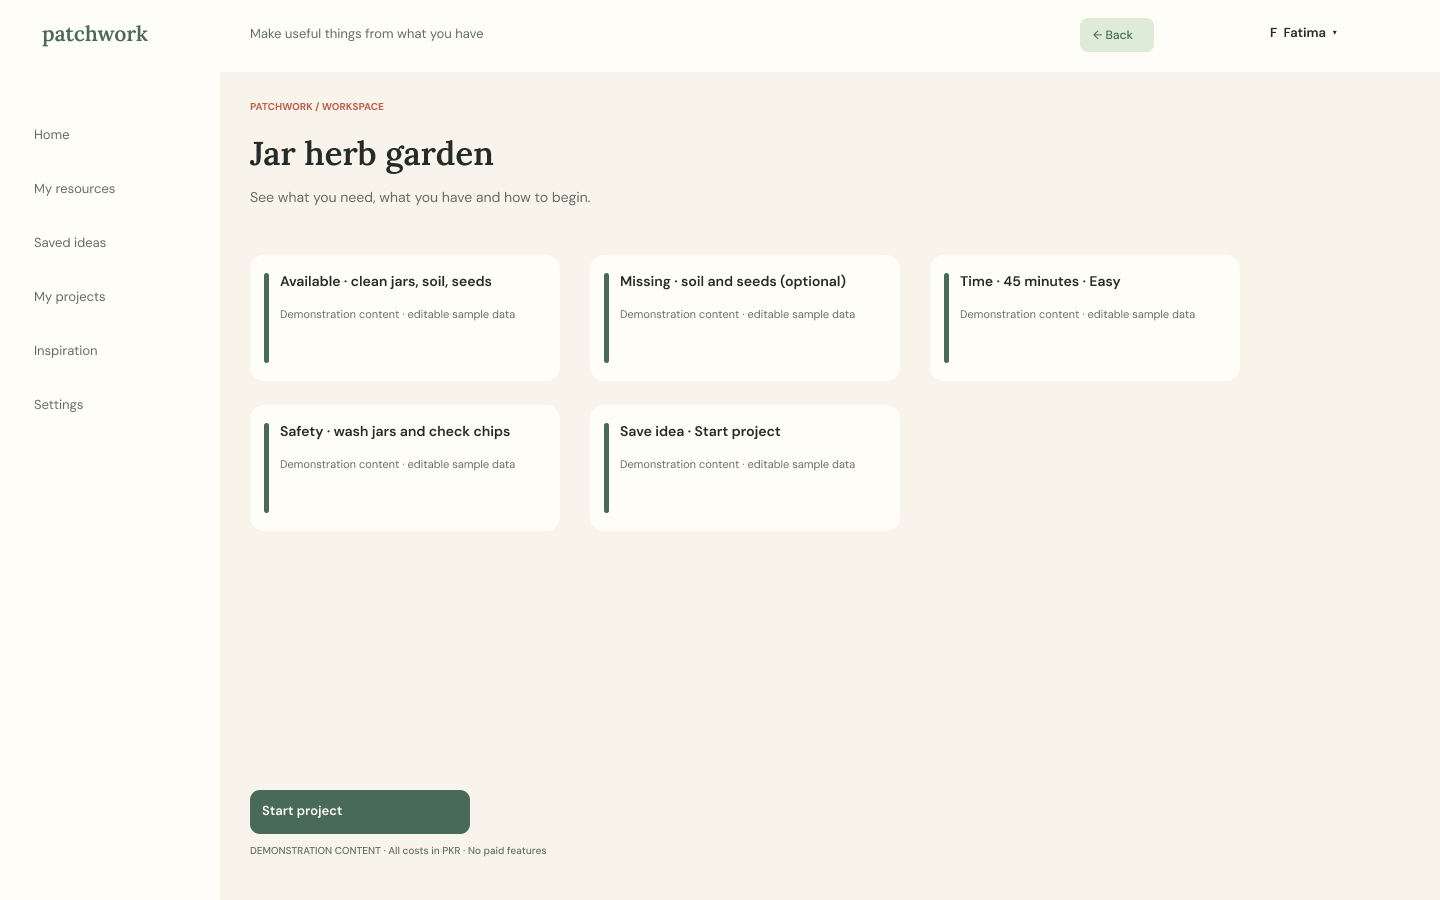 patchwork
Make useful things from what you have
← Back
F Fatima ▾
Home
My resources
Saved ideas
My projects
Inspiration
Settings
PATCHWORK / WORKSPACE
Jar herb garden
See what you need, what you have and how to begin.
Available · clean jars, soil, seeds
Demonstration content · editable sample data
Missing · soil and seeds (optional)
Demonstration content · editable sample data
Time · 45 minutes · Easy
Demonstration content · editable sample data
Safety · wash jars and check chips
Demonstration content · editable sample data
Save idea · Start project
Demonstration content · editable sample data
Start project
DEMONSTRATION CONTENT · All costs in PKR · No paid features